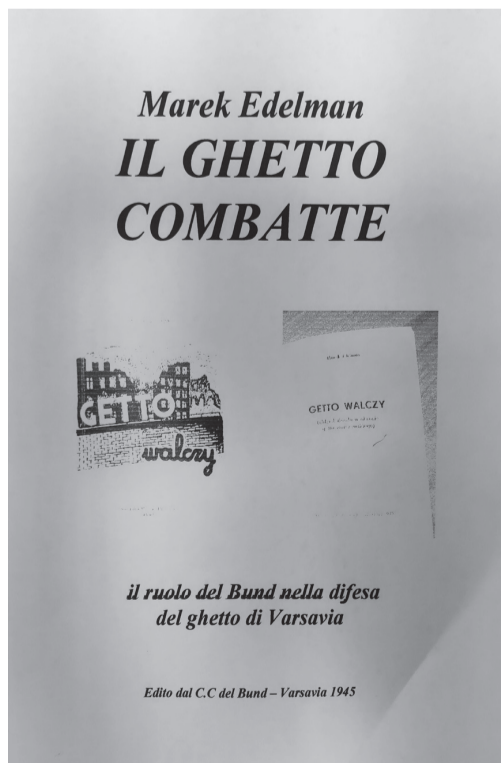 Marek Edelman
IL GHETTO
COMBATTE
GETTO
walczy
GETTO WALCZY
il ruolo del Bund nella difesa
del ghetto di Varsavia
Edito dal C.C del Bund – Varsavia 1945